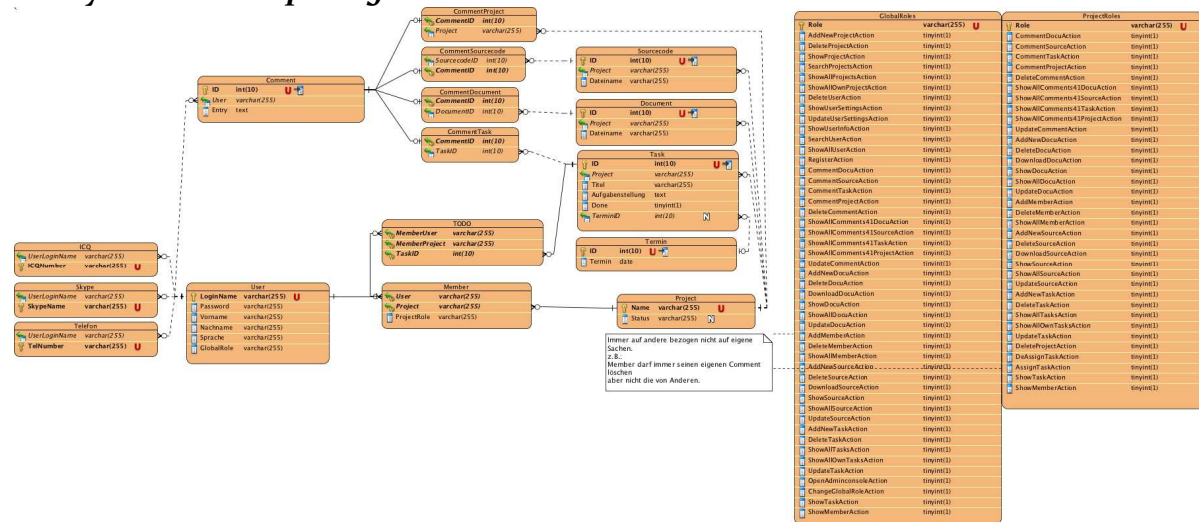 CommentProject
CommentID int(10)
Project varchar(255)
CommentSourcecode
SourcecodeID int(10)
CommentID int(10)
CommentDocument
CommentID int(10)
DocumentID int(10)
CommentTask
CommentID int(10)
TaskID int(10)
Comment
ID int(10) U
User varchar(255)
Entry text
Sourcecode
ID int(10) U
Project varchar(255)
Dateiname varchar(255)
Document
ID int(10) U
Project varchar(255)
Dateiname varchar(255)
Task
ID int(10) U
Project varchar(255)
Titel varchar(255)
Aufgabenstellung text
Done tinyint(1)
TerminID int(10) N
Termin
ID int(10) U
Termin date
TODO
MemberUser varchar(255)
MemberProject varchar(255)
TaskID int(10)
ICQ
UserLoginName varchar(255)
ICQNumber varchar(255) U
Skype
UserLoginName varchar(255)
SkypeName varchar(255) U
Telefon
UserLoginName varchar(255)
TelNumber varchar(255) U
User
LoginName varchar(255) U
Password varchar(255)
Vorname varchar(255)
Nachname varchar(255)
Sprache varchar(255)
GlobalRole varchar(255)
Member
User varchar(255)
Project varchar(255)
ProjectRole varchar(255)
Project
Name varchar(255) U
Status varchar(255) N
Immer auf andere bezogen nicht auf eigene
Sachen.
z.B.:
Member darf immer seinen eigenen Comment
löschen
aber nicht die von Anderen.
GlobalRoles
Role varchar(255) U
AddNewProjectAction tinyint(1)
DeleteProjectAction tinyint(1)
ShowProjectAction tinyint(1)
SearchProjectsAction tinyint(1)
ShowAllProjectsAction tinyint(1)
ShowAllOwnProjectAction tinyint(1)
DeleteUserAction tinyint(1)
ShowUserSettingsAction tinyint(1)
UpdateUserSettingsAction tinyint(1)
ShowUserInfoAction tinyint(1)
SearchUserAction tinyint(1)
ShowAllUserAction tinyint(1)
RegisterAction tinyint(1)
CommentDocuAction tinyint(1)
CommentSourceAction tinyint(1)
CommentTaskAction tinyint(1)
CommentProjectAction tinyint(1)
DeleteCommentAction tinyint(1)
ShowAllComments41DocuAction tinyint(1)
ShowAllComments41SourceAction tinyint(1)
ShowAllComments41TaskAction tinyint(1)
ShowAllComments41ProjectAction tinyint(1)
UpdateCommentAction tinyint(1)
AddNewDocuAction tinyint(1)
DeleteDocuAction tinyint(1)
DownloadDocuAction tinyint(1)
ShowDocuAction tinyint(1)
ShowAllDocuAction tinyint(1)
UpdateDocuAction tinyint(1)
AddMemberAction tinyint(1)
DeleteMemberAction tinyint(1)
ShowAllMemberAction tinyint(1)
AddNewSourceAction tinyint(1)
DeleteSourceAction tinyint(1)
DownloadSourceAction tinyint(1)
ShowSourceAction tinyint(1)
ShowAllSourceAction tinyint(1)
UpdateSourceAction tinyint(1)
AddNewTaskAction tinyint(1)
DeleteTaskAction tinyint(1)
ShowAllTasksAction tinyint(1)
ShowAllOwnTasksAction tinyint(1)
UpdateTaskAction tinyint(1)
OpenAdminconsoleAction tinyint(1)
ChangeGlobalRoleAction tinyint(1)
ShowTaskAction tinyint(1)
ShowMemberAction tinyint(1)
ProjectRoles
Role varchar(255) U
CommentDocuAction tinyint(1)
CommentSourceAction tinyint(1)
CommentTaskAction tinyint(1)
CommentProjectAction tinyint(1)
DeleteCommentAction tinyint(1)
ShowAllComments41DocuAction tinyint(1)
ShowAllComments41SourceAction tinyint(1)
ShowAllComments41TaskAction tinyint(1)
ShowAllComments41ProjectAction tinyint(1)
UpdateCommentAction tinyint(1)
AddNewDocuAction tinyint(1)
DeleteDocuAction tinyint(1)
DownloadDocuAction tinyint(1)
ShowDocuAction tinyint(1)
ShowAllDocuAction tinyint(1)
UpdateDocuAction tinyint(1)
AddMemberAction tinyint(1)
DeleteMemberAction tinyint(1)
ShowAllMemberAction tinyint(1)
AddNewSourceAction tinyint(1)
DeleteSourceAction tinyint(1)
DownloadSourceAction tinyint(1)
ShowSourceAction tinyint(1)
ShowAllSourceAction tinyint(1)
UpdateSourceAction tinyint(1)
AddNewTaskAction tinyint(1)
DeleteTaskAction tinyint(1)
ShowAllTasksAction tinyint(1)
ShowAllOwnTasksAction tinyint(1)
UpdateTaskAction tinyint(1)
DeleteProjectAction tinyint(1)
DeAssignTaskAction tinyint(1)
AssignTaskAction tinyint(1)
ShowTaskAction tinyint(1)
ShowMemberAction tinyint(1)